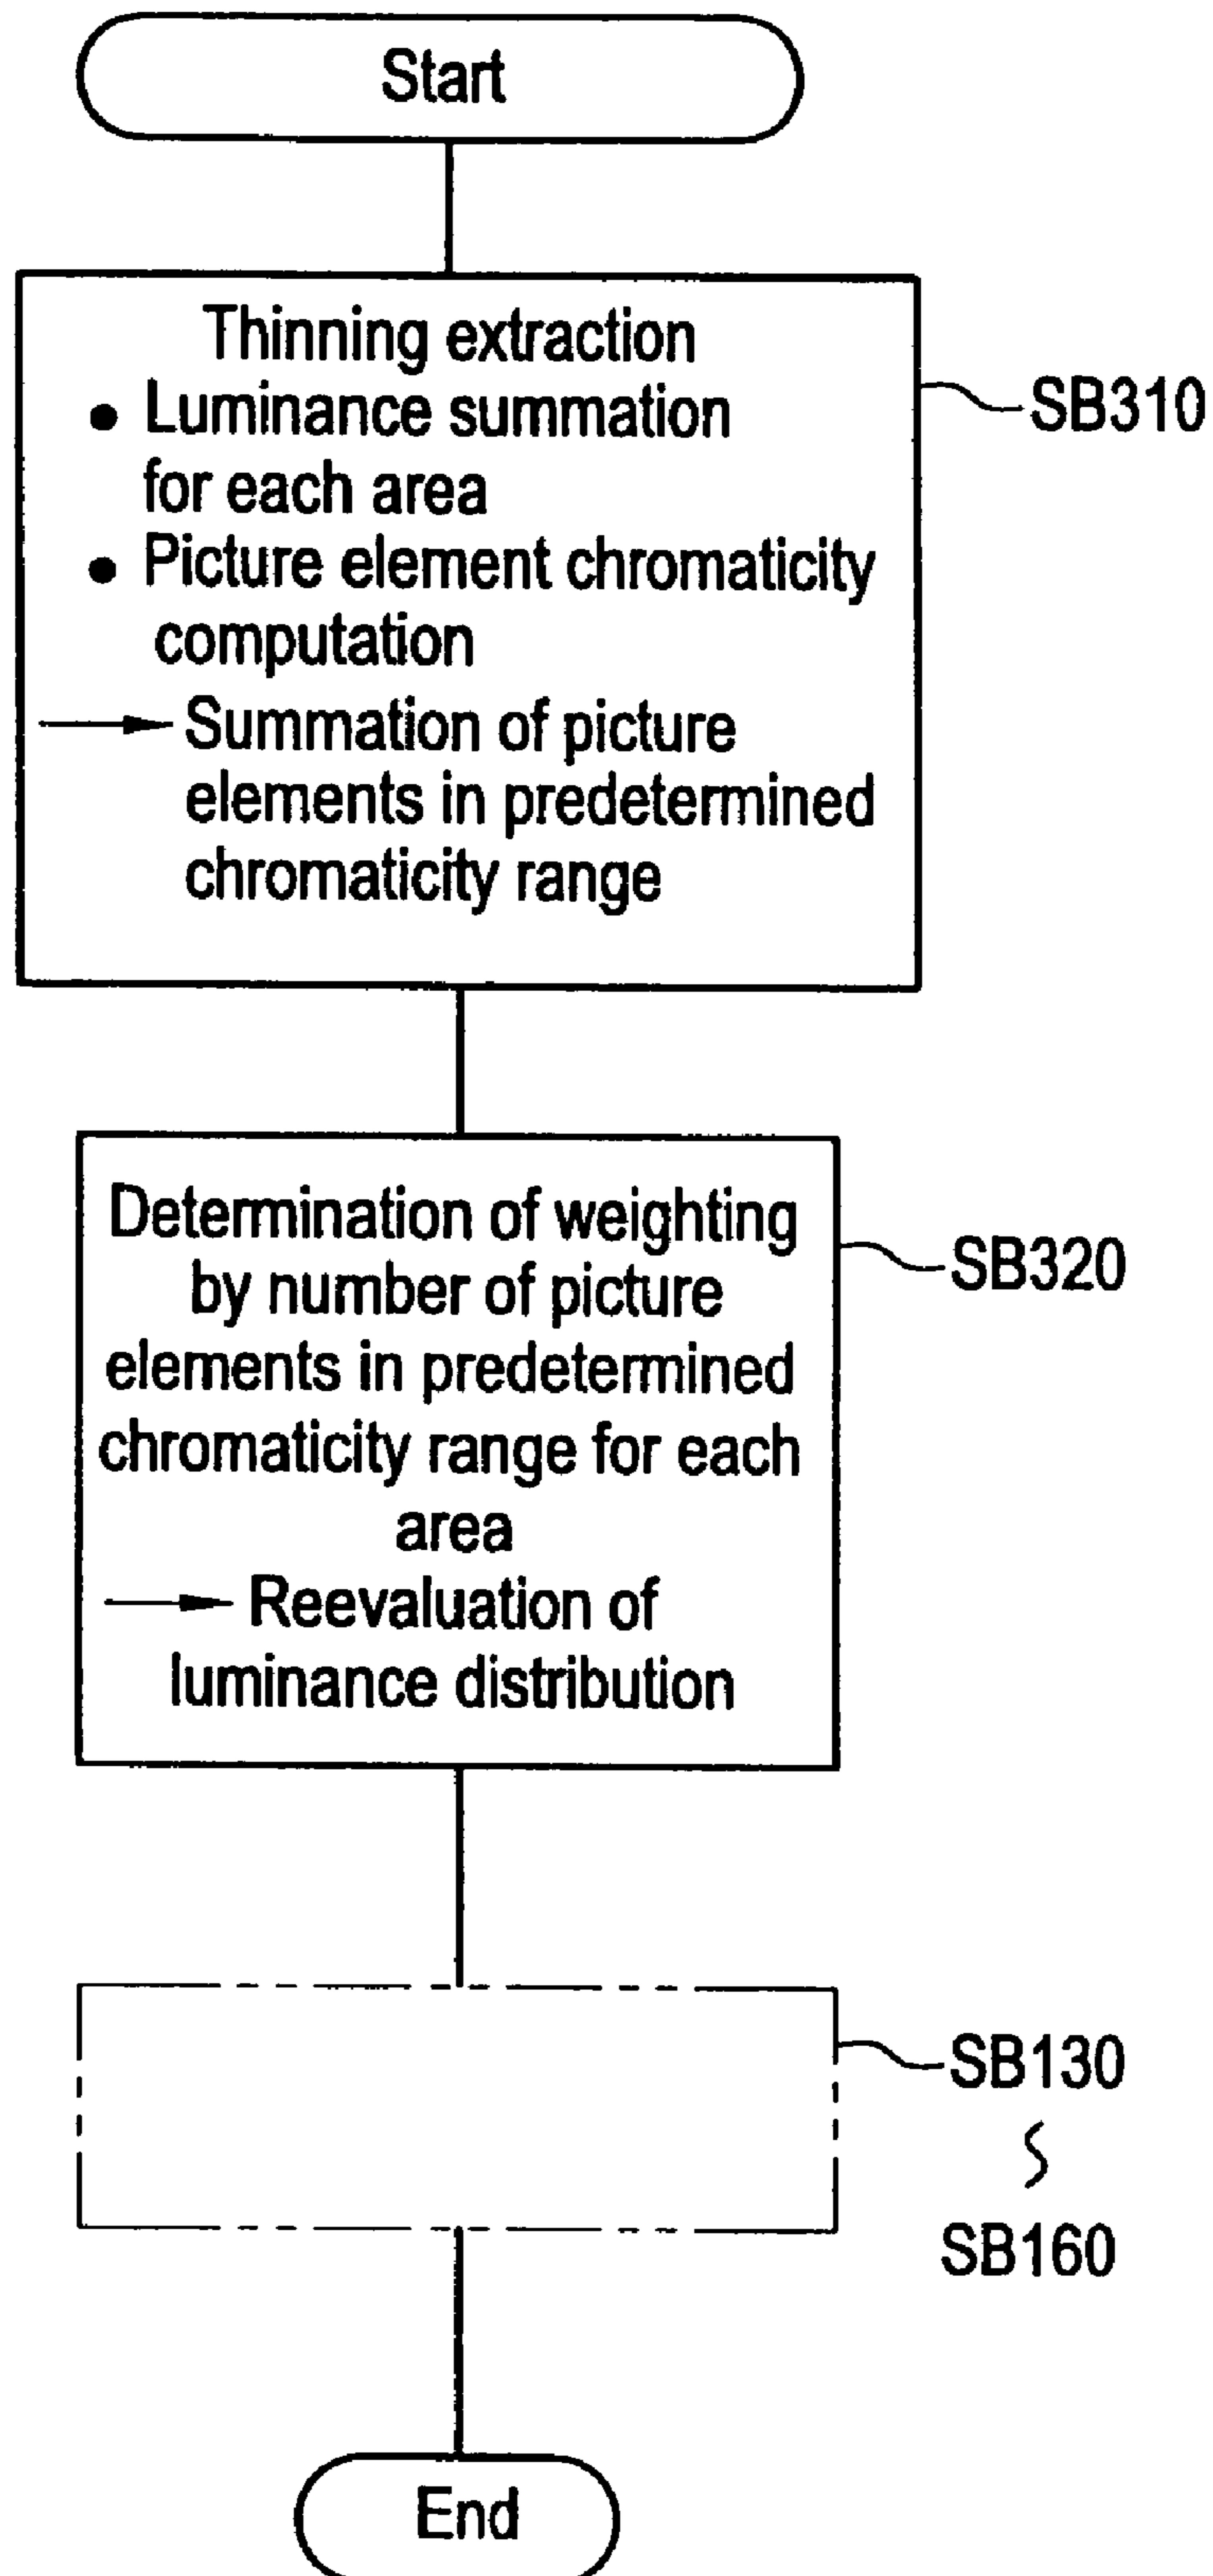 Start
Thinning extraction
● Luminance summation
for each area
● Picture element chromaticity
computation
→ Summation of picture
elements in predetermined
chromaticity range
SB310
Determination of weighting
by number of picture
elements in predetermined
chromaticity range for each
area
→ Reevaluation of
luminance distribution
SB320
SB130
SB160
End